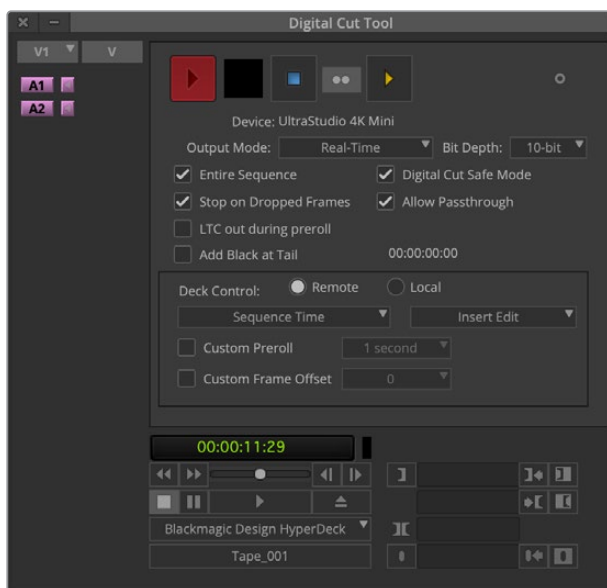 Digital Cut Tool
V1 V
A1
A2
Device: UltraStudio 4K Mini
Output Mode: Real-Time Bit Depth: 10-bit
Entire Sequence Digital Cut Safe Mode
Stop on Dropped Frames Allow Passthrough
LTC out during preroll
Add Black at Tail 00:00:00:00
Deck Control: Remote Local
Sequence Time Insert Edit
Custom Preroll 1 second
Custom Frame Offset 0
00:00:11:29
Blackmagic Design HyperDeck
Tape_001